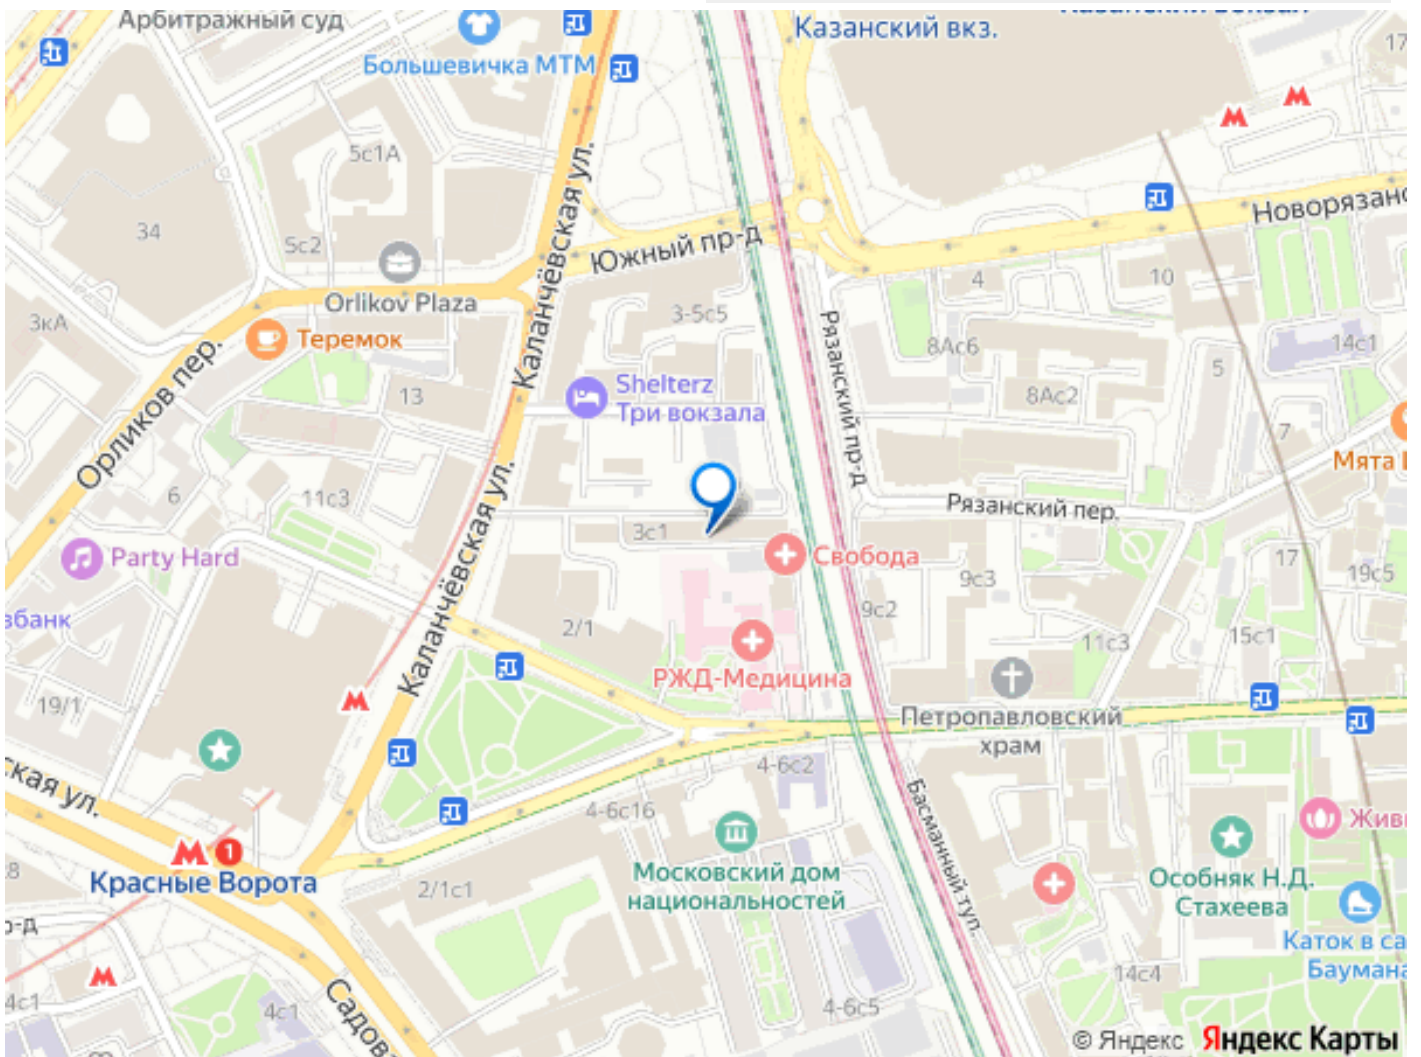 Арбитражный суд
Казанский вкз.
17
Большевичка МТМ
5с1А
34
5с2
Orlikov Plaza
Южный пр-д
Новорязанс
4
10
3кА
Теремок
Каланчёвская ул.
3-5с5
8Ас6
14с1
5
Рязанский пр-д
Орликов пер.
13
Shelterz
Три вокзала
8Ас2
7
Мята
6
11с3
Рязанский пер.
3с1
Party Hard
Свобода
17
19с5
9с3
9с2
збанк
Каланчёвская ул.
2/1
11с3
15с1
РЖД-Медицина
19/1
Петропавловский
храм
ская ул.
4-6с2
4-6с16
Басманный туп.
Живи
1
Красные Ворота
2/1с1
Московский дом
национальностей
Особняк Н.Д.
Стахеева
Каток в са
Баумана
14с4
4с1
4с1
Садов
4-6с5
© Яндекс Яндекс Карты